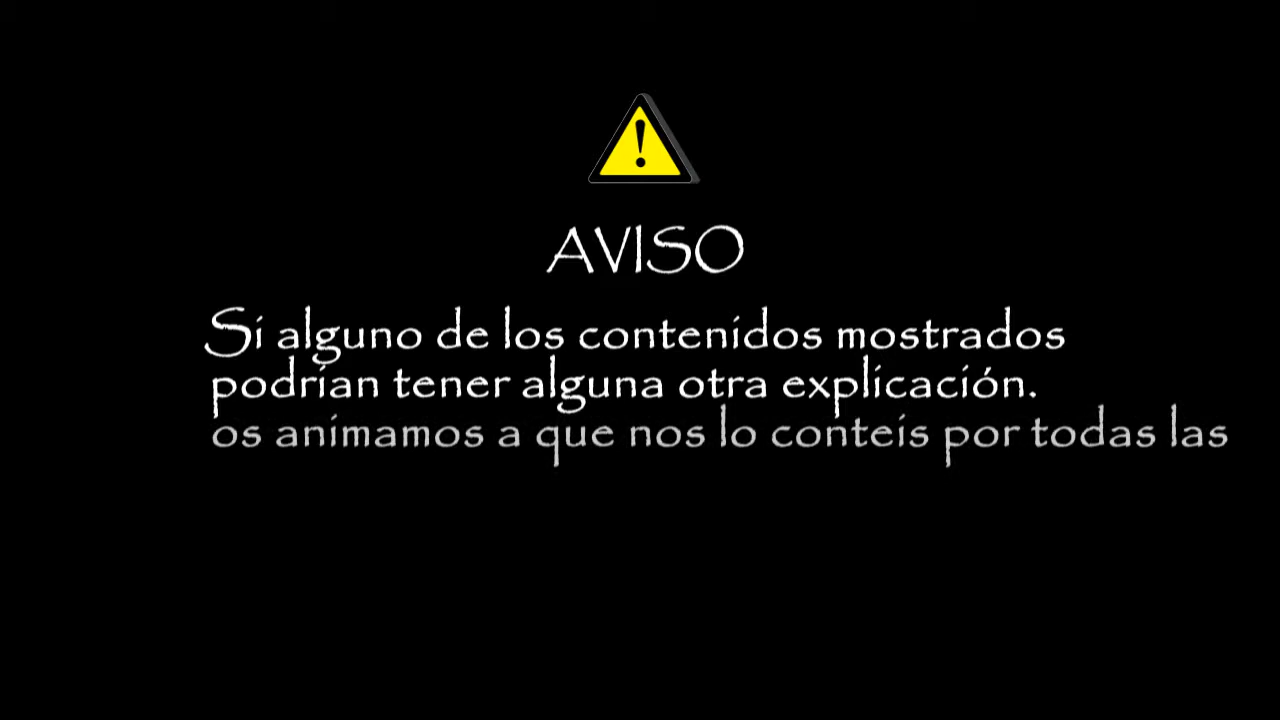 AVISO
Si alguno de los contenidos mostrados
podrían tener alguna otra explicación.
os animamos a que nos lo conteis por todas las